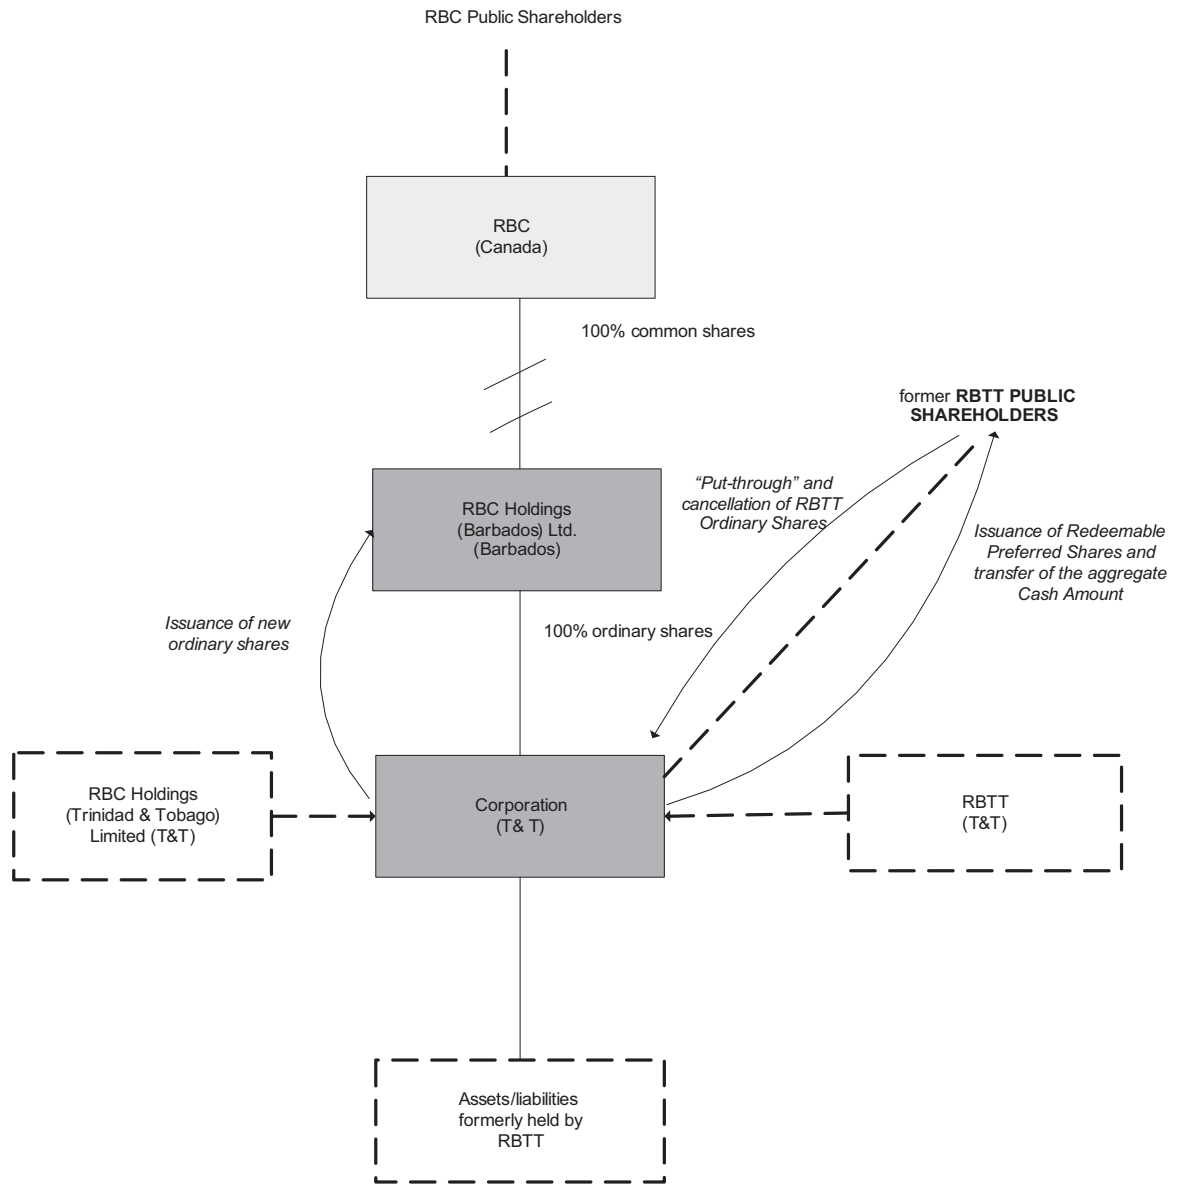 RBC Public Shareholders
RBC
(Canada)
100% common shares
former RBTT PUBLIC
SHAREHOLDERS
“Put-through” and
cancellation of RBTT
Ordinary Shares
RBC Holdings
(Barbados) Ltd.
(Barbados)
Issuance of Redeemable
Preferred Shares and
transfer of the aggregate
Cash Amount
Issuance of new
ordinary shares
100% ordinary shares
RBC Holdings
(Trinidad & Tobago)
Limited (T&T)
Corporation
(T& T)
RBTT
(T&T)
Assets/liabilities
formerly held by
RBTT